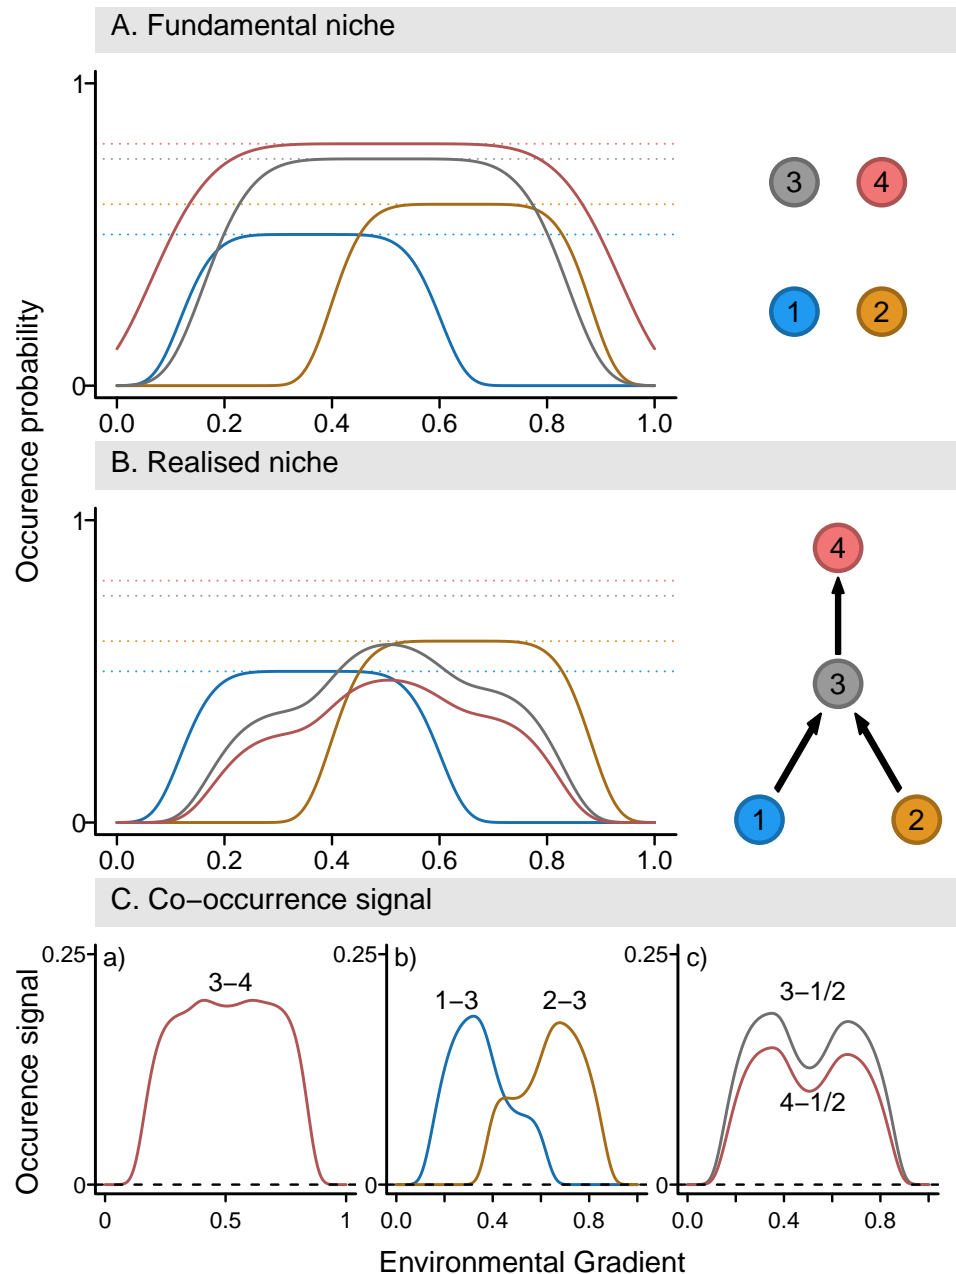 A. Fundamental niche
1
0
0.0 0.2 0.4 0.6 0.8 1.0
3 4
1 2
Occurence probability
B. Realised niche
1
0
0.0 0.2 0.4 0.6 0.8 1.0
4
3
1 2
C. Co−occurrence signal
Occurence signal
0.25 a)
3−4
0
0 0.5 1
0.25 b)
1−3 2−3
0
0.0 0.4 0.8
0.25 c)
3−1/2
4−1/2
0
0.0 0.4 0.8
Environmental Gradient